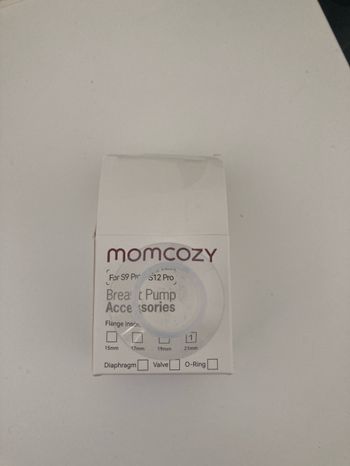 momcozy
For S9 Pro S12 Pro
Breast Pump
Accessories
Flange Insert
15mm 17mm 19mm 21mm
Diaphragm Valve O-Ring